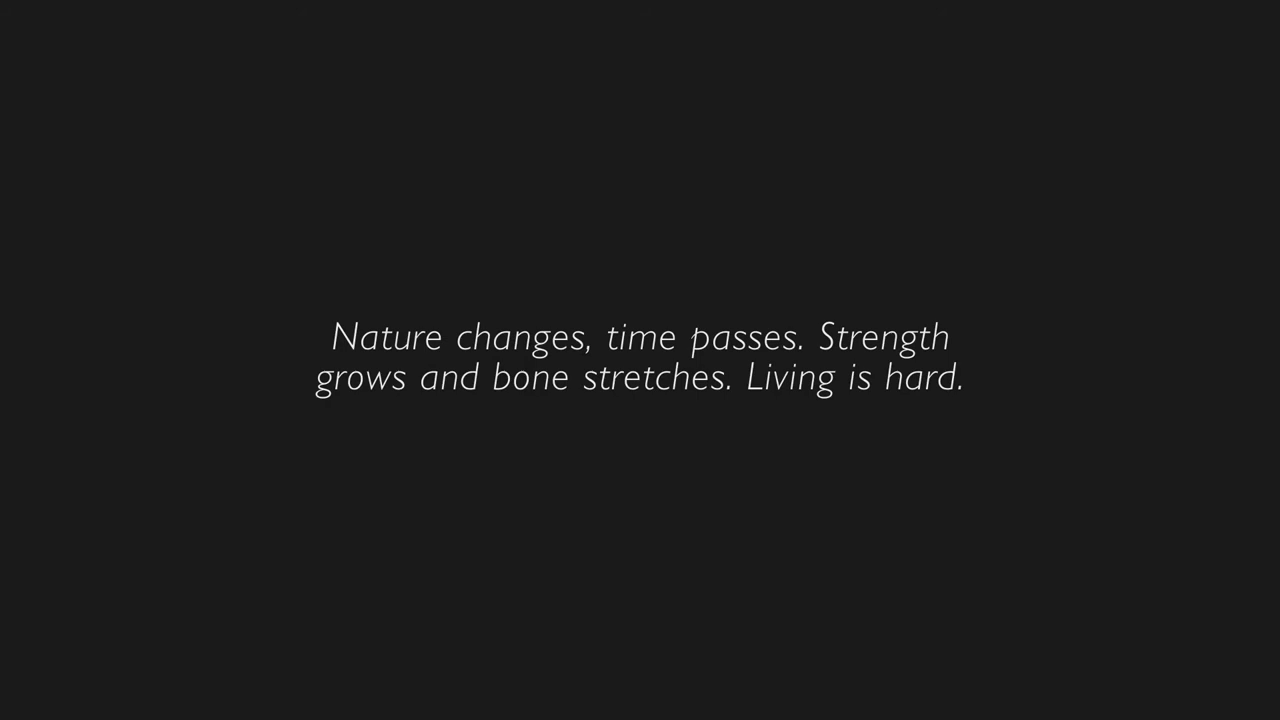 Nature changes, time passes. Strength
grows and bone stretches. Living is hard.